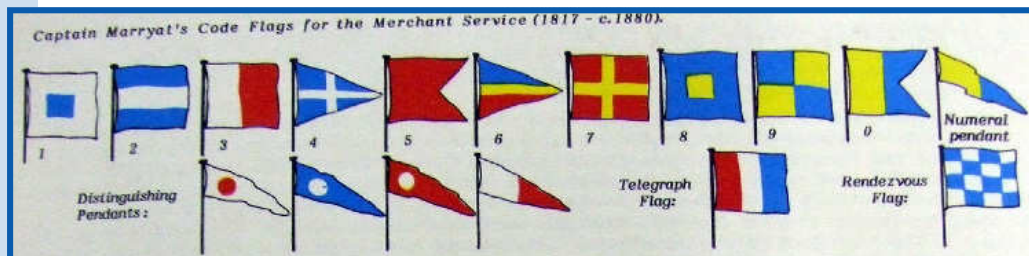 Captain Marryat's Code Flags for the Merchant Service (1817 - c.1880).
1 2 3 4 5 6 7 8 9 0 Numeral pendant
Distinguishing Pendants:
Telegraph Flag:
Rendezvous Flag: